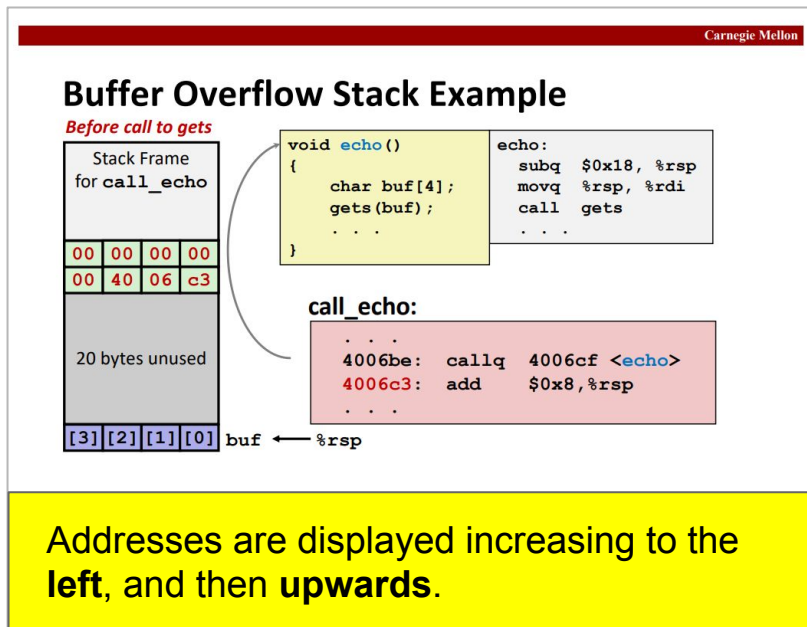 Carnegie Mellon
Buffer Overflow Stack Example
Before call to gets
Stack Frame
for call_echo
00 00 00 00
00 40 06 c3
20 bytes unused
[3] [2] [1] [0] buf ← %rsp
void echo()
{
    char buf[4];
    gets(buf);
    . . .
}
echo:
  subq $0x18, %rsp
  movq %rsp, %rdi
  call gets
  . . .
call_echo:
. . .
4006be: callq 4006cf <echo>
4006c3: add $0x8,%rsp
. . .
Addresses are displayed increasing to the
left, and then upwards.